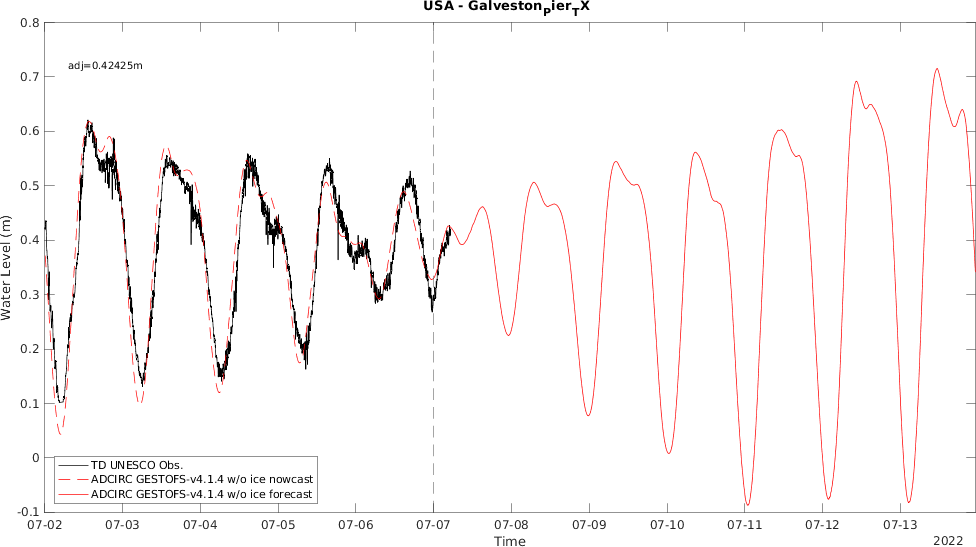 USA - GalvestonPierTX
adj=0.42425m
0.8
0.7
0.6
0.5
0.4
0.3
0.2
0.1
0
-0.1
Water Level (m)
TD UNESCO Obs.
ADCIRC GESTOFS-v4.1.4 w/o ice nowcast
ADCIRC GESTOFS-v4.1.4 w/o ice forecast
07-02 07-03 07-04 07-05 07-06 07-07 07-08 07-09 07-10 07-11 07-12 07-13
Time
2022